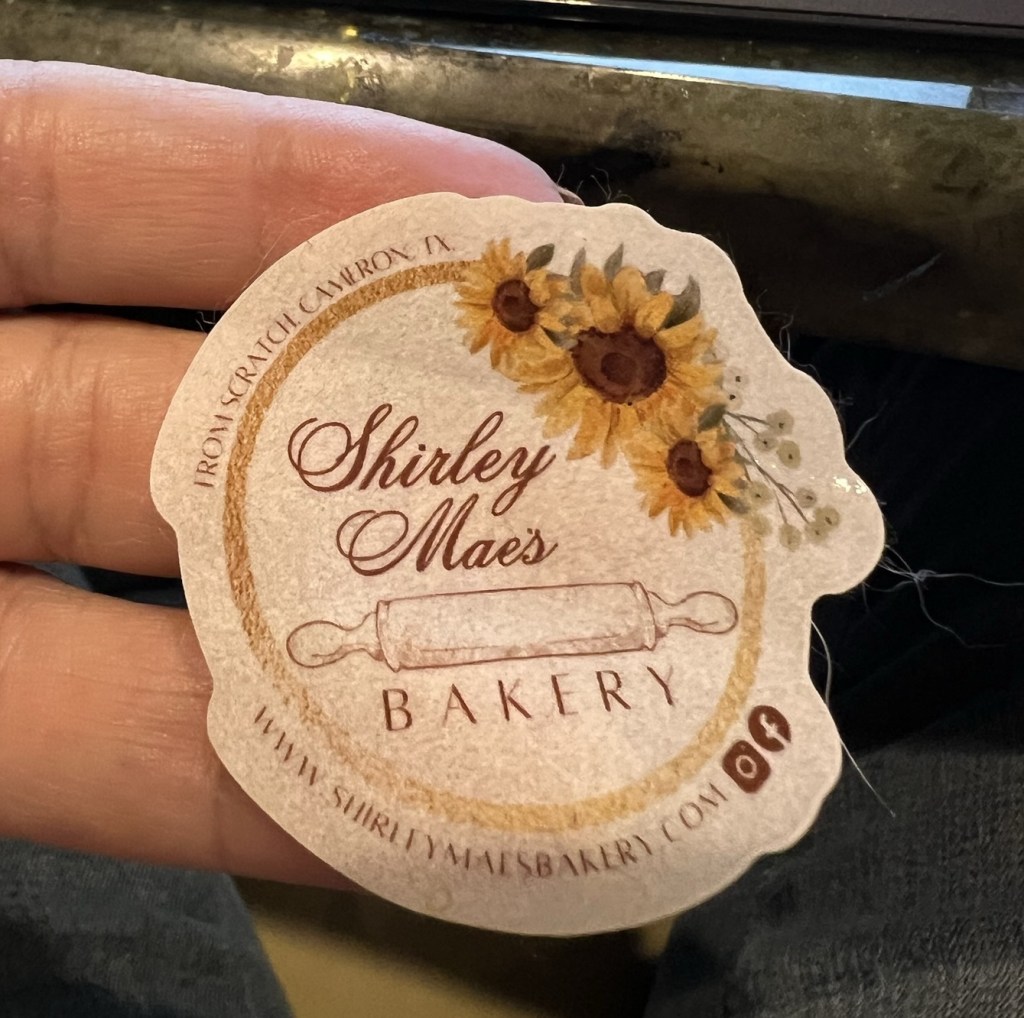 FROM SCRATCH. CAMERON, TX.
Shirley
Mae's
BAKERY
WWW.SHIRLEYMAESBAKERY.COM